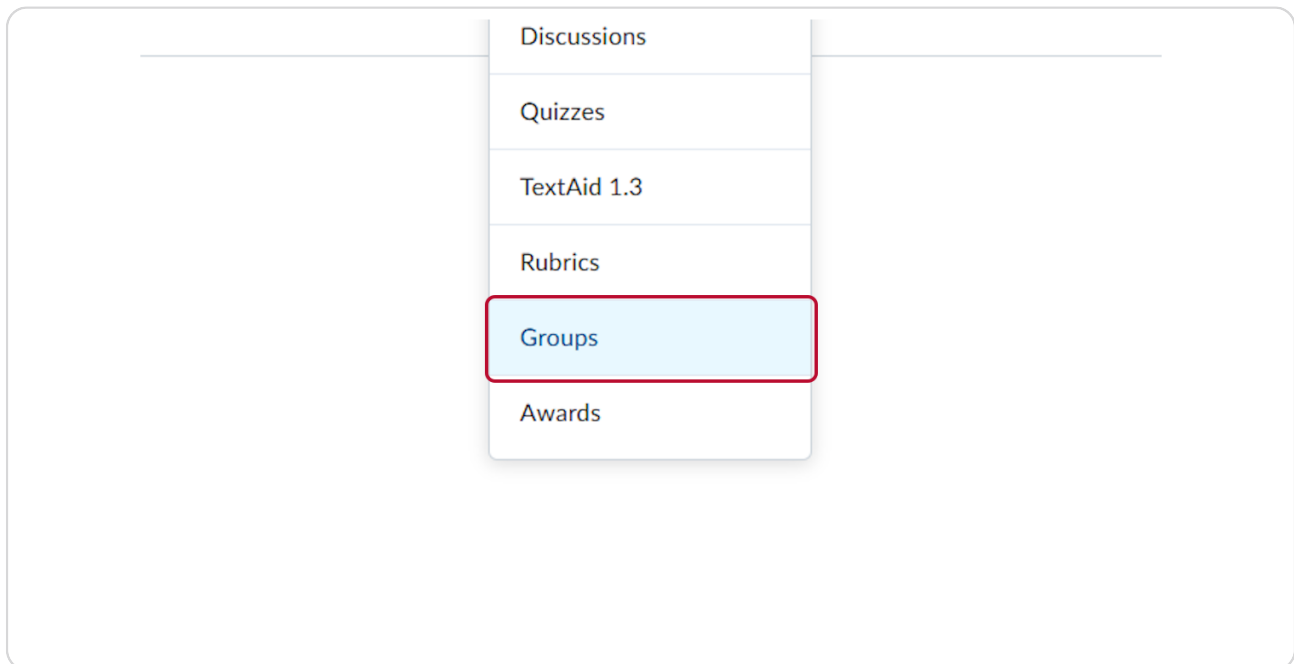 Discussions
Quizzes
TextAid 1.3
Rubrics
Groups
Awards